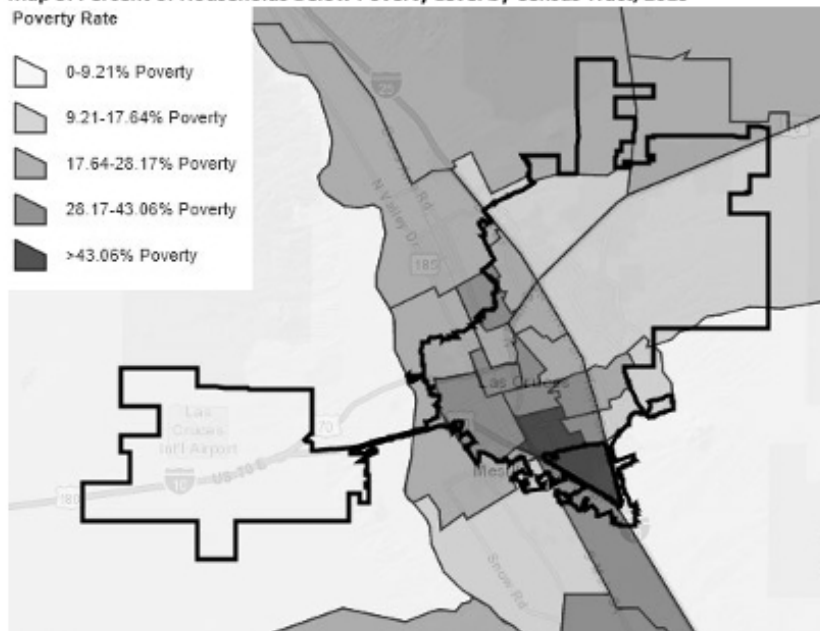 Poverty Rate
0-9.21% Poverty
9.21-17.64% Poverty
17.64-28.17% Poverty
28.17-43.06% Poverty
>43.06% Poverty
25
N Valley Dr
185
Las Cruces
Las
Cruces
Int'l Airport
70
10
US-70 E
180
Snow Rd